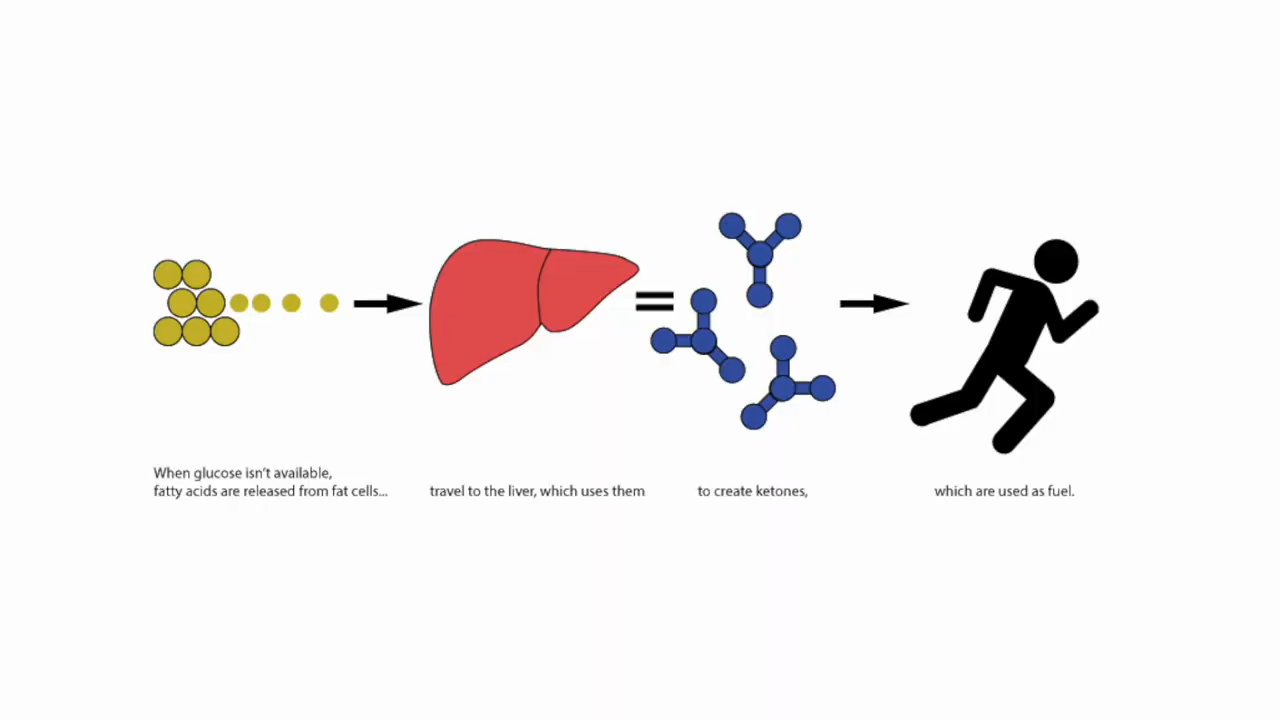 When glucose isn't available,
fatty acids are released from fat cells...
travel to the liver, which uses them
to create ketones,
which are used as fuel.